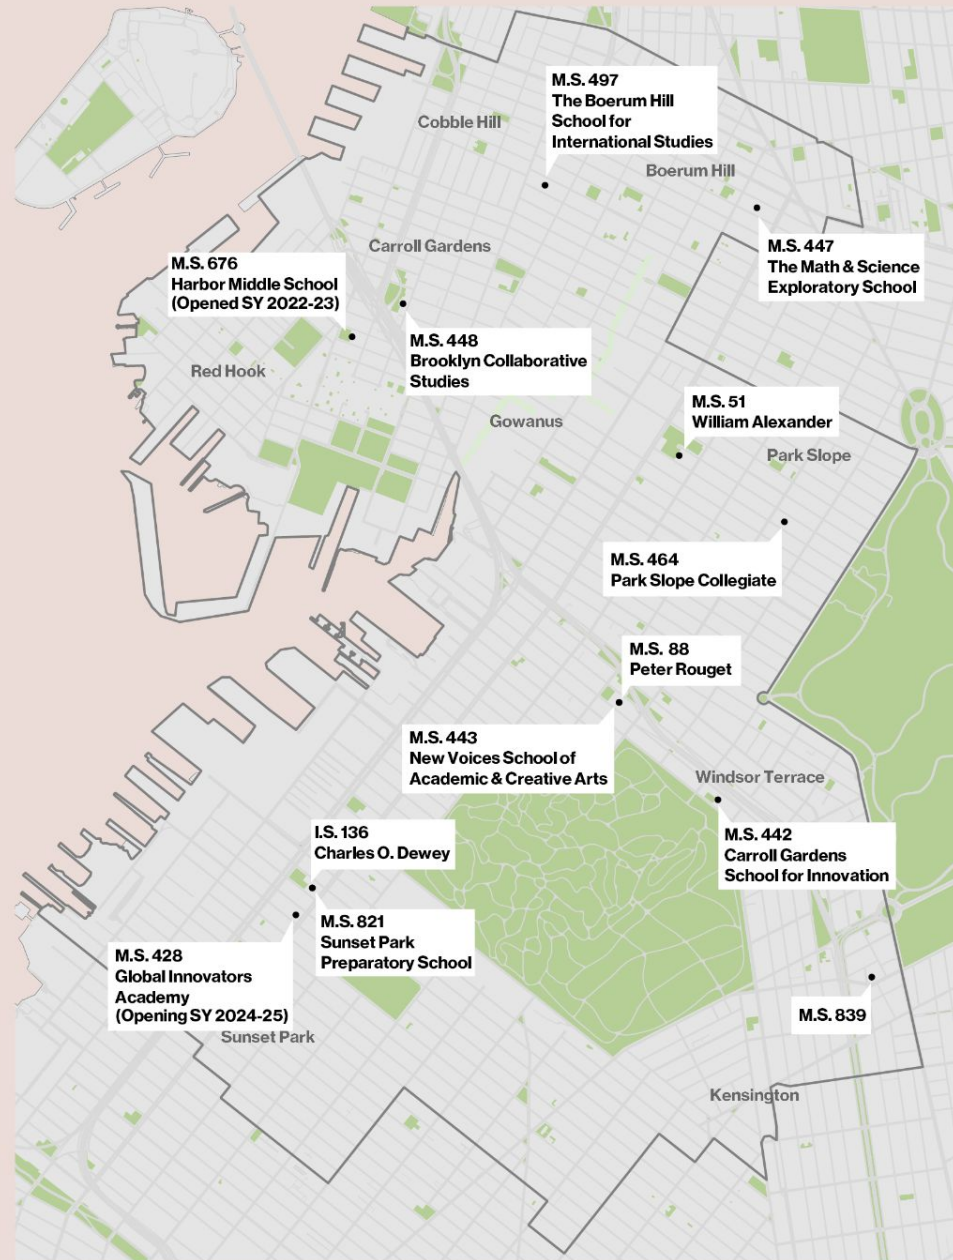 M.S. 497
The Boerum Hill
School for
International Studies
Cobble Hill
Boerum Hill
Carroll Gardens
M.S. 447
The Math & Science
Exploratory School
M.S. 676
Harbor Middle School
(Opened SY 2022-23)
M.S. 448
Brooklyn Collaborative
Studies
Red Hook
M.S. 51
William Alexander
Gowanus
Park Slope
M.S. 464
Park Slope Collegiate
M.S. 88
Peter Rouget
M.S. 443
New Voices School of
Academic & Creative Arts
Windsor Terrace
I.S. 136
Charles O. Dewey
M.S. 442
Carroll Gardens
School for Innovation
M.S. 821
Sunset Park
Preparatory School
M.S. 428
Global Innovators
Academy
(Opening SY 2024-25)
M.S. 839
Sunset Park
Kensington